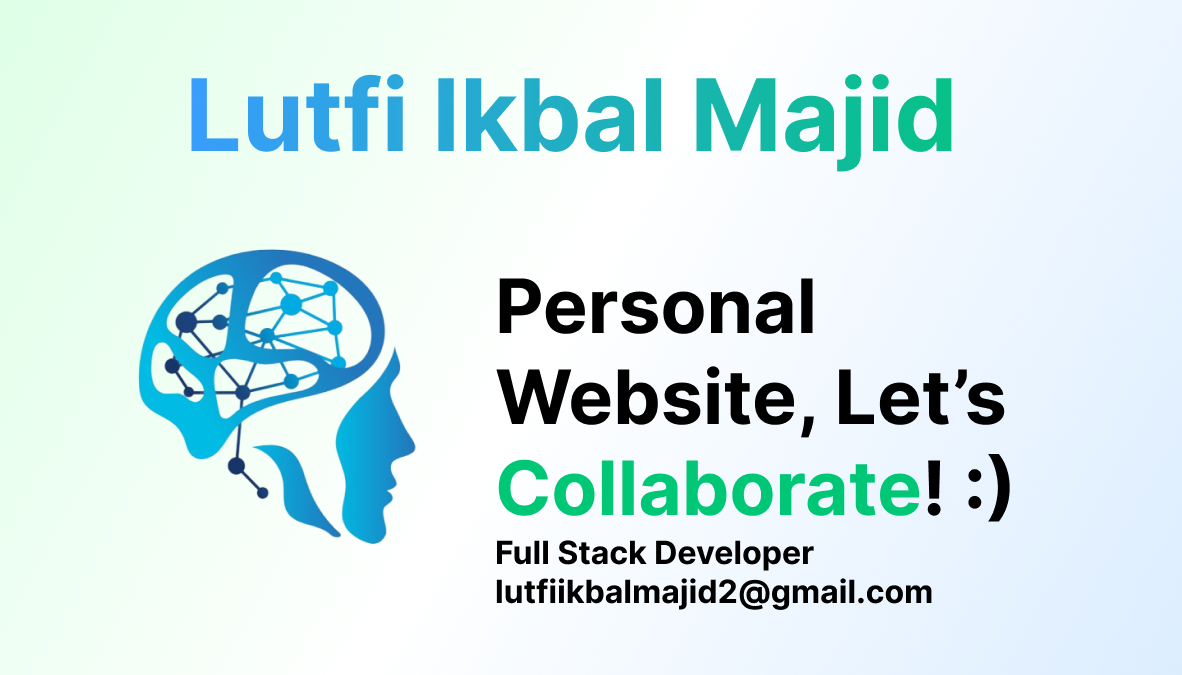 Lutfi Ikbal Majid
Personal
Website, Let’s
Collaborate! :)
Full Stack Developer
lutfiikbalmajid2@gmail.com